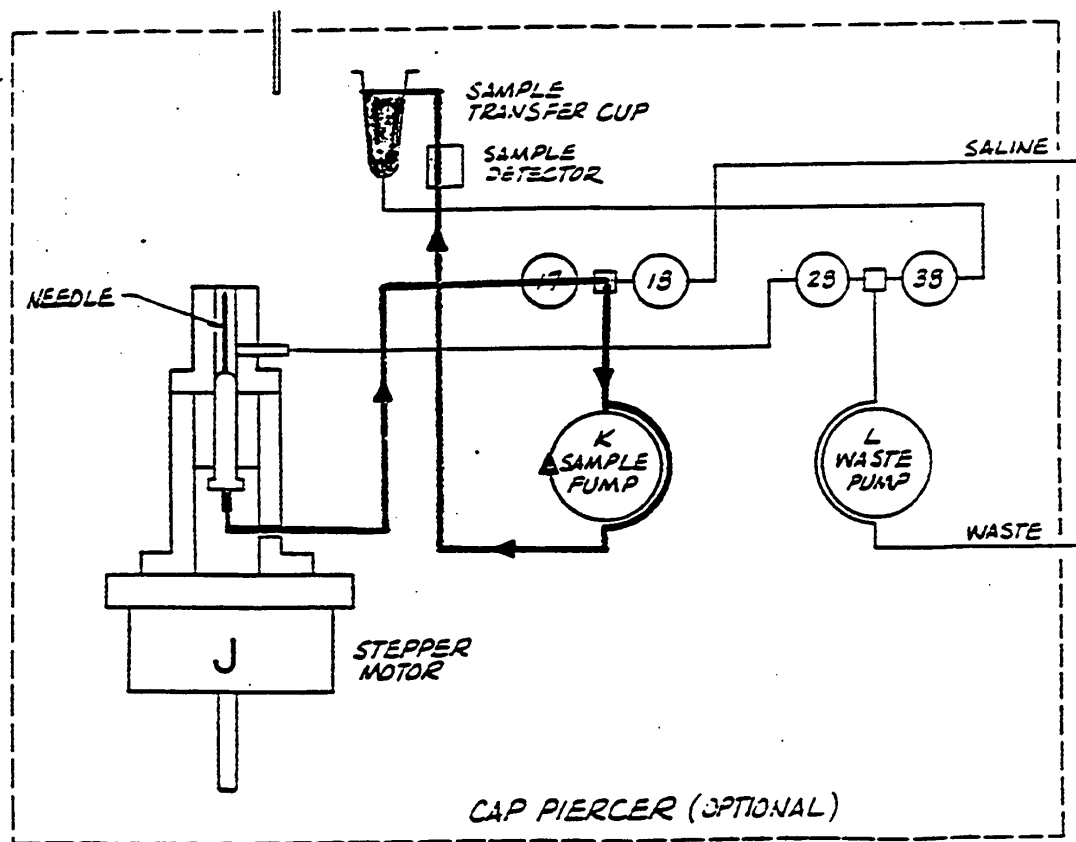 SAMPLE
TRANSFER CUP
SAMPLE
DETECTOR
SALINE
17
18
28
38
NEEDLE
K
SAMPLE
PUMP
L
WASTE
PUMP
WASTE
J
STEPPER
MOTOR
CAP PIERCER (OPTIONAL)